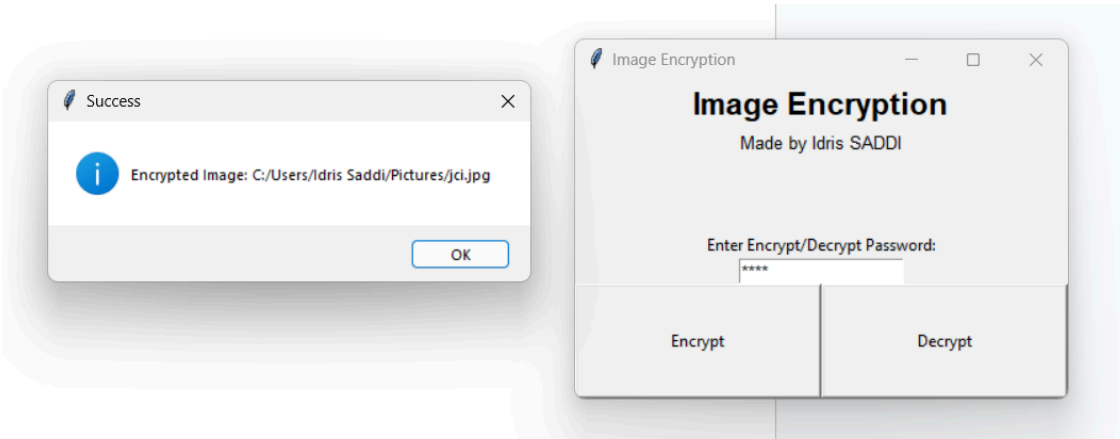 Success
Encrypted Image: C:/Users/Idris Saddi/Pictures/jci.jpg
OK
Image Encryption
Image Encryption
Made by Idris SADDI
Enter Encrypt/Decrypt Password:
****
Encrypt
Decrypt